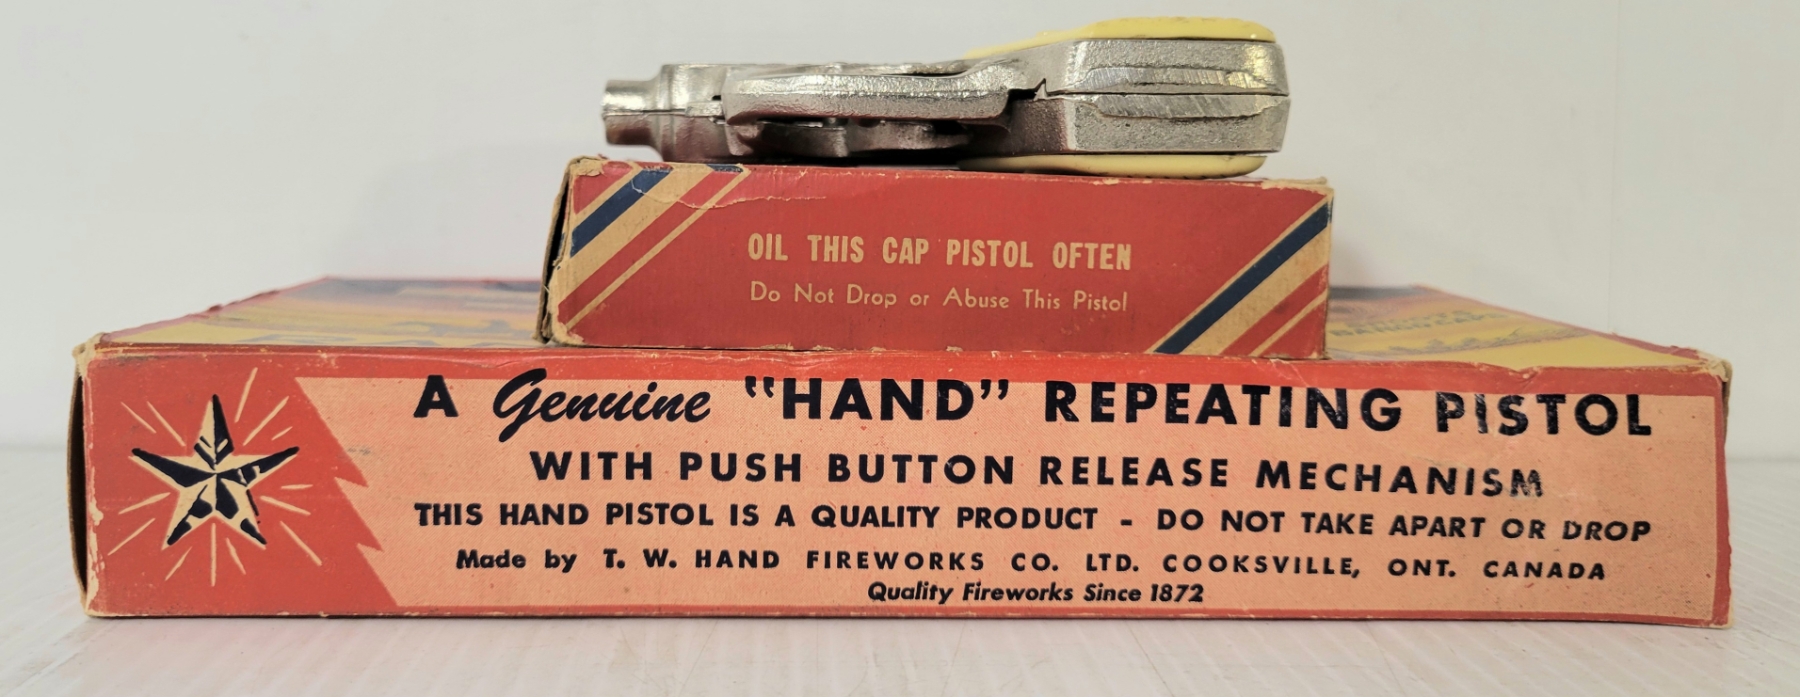 OIL THIS CAP PISTOL OFTEN
Do Not Drop or Abuse This Pistol
A Genuine "HAND" REPEATING PISTOL
WITH PUSH BUTTON RELEASE MECHANISM
THIS HAND PISTOL IS A QUALITY PRODUCT - DO NOT TAKE APART OR DROP
Made by T. W. HAND FIREWORKS CO. LTD. COOKSVILLE, ONT. CANADA
Quality Fireworks Since 1872